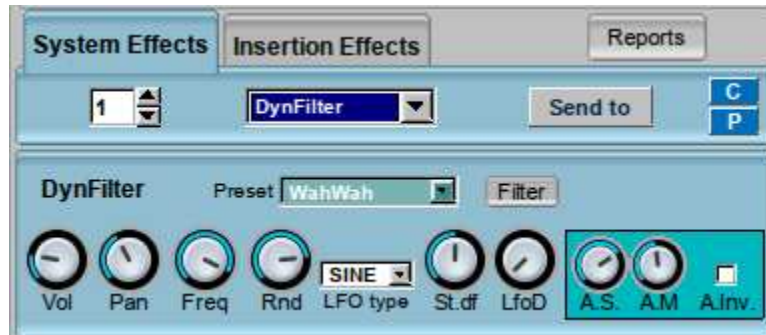 System Effects Insertion Effects Reports
1 DynFilter Send to C
P
DynFilter Preset WahWah Filter
SINE
Vol Pan Freq Rnd LFO type St.df LfoD A.S. A.M A.Inv.